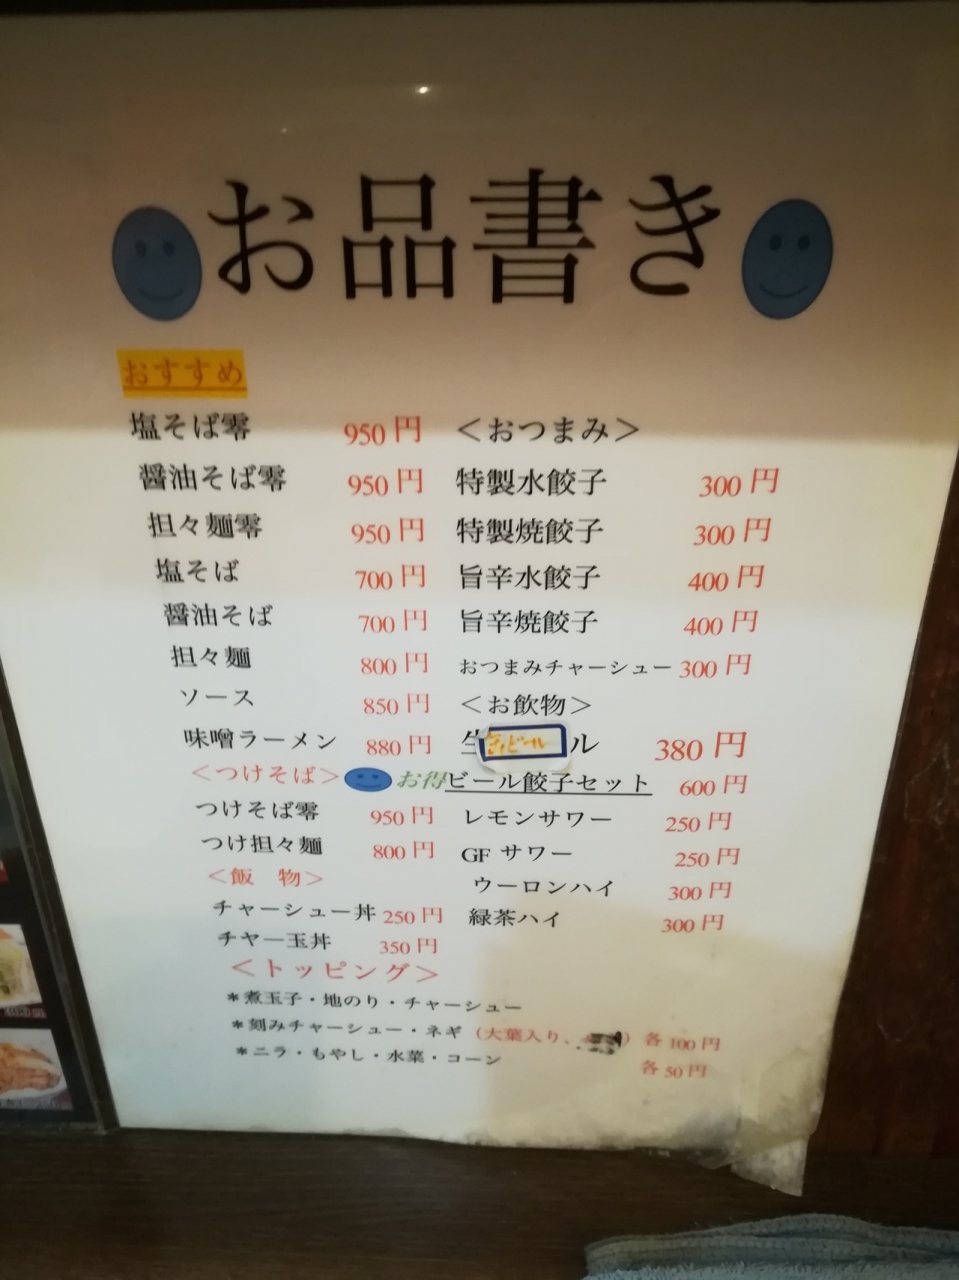 お品書き
おすすめ
塩そば零 950円
醤油そば零 950円
担々麺零 950円
塩そば 700円
醤油そば 700円
担々麺 800円
ソース 850円
味噌ラーメン 880円
＜つけそば＞
つけそば零 950円
つけ担々麺 800円
＜飯 物＞
チャーシュー丼 250円
チヤー玉丼 350円
＜トッピング＞
＊煮玉子・地のり・チャーシュー
＊刻みチャーシュー・ネギ（大葉入り、） 各100円
＊ニラ・もやし・水菜・コーン 各50円
＜おつまみ＞
特製水餃子 300円
特製焼餃子 300円
旨辛水餃子 400円
旨辛焼餃子 400円
おつまみチャーシュー 300円
＜お飲物＞
生ビール ル 380円
お得ビール餃子セット 600円
レモンサワー 250円
GF サワー 250円
ウーロンハイ 300円
緑茶ハイ 300円